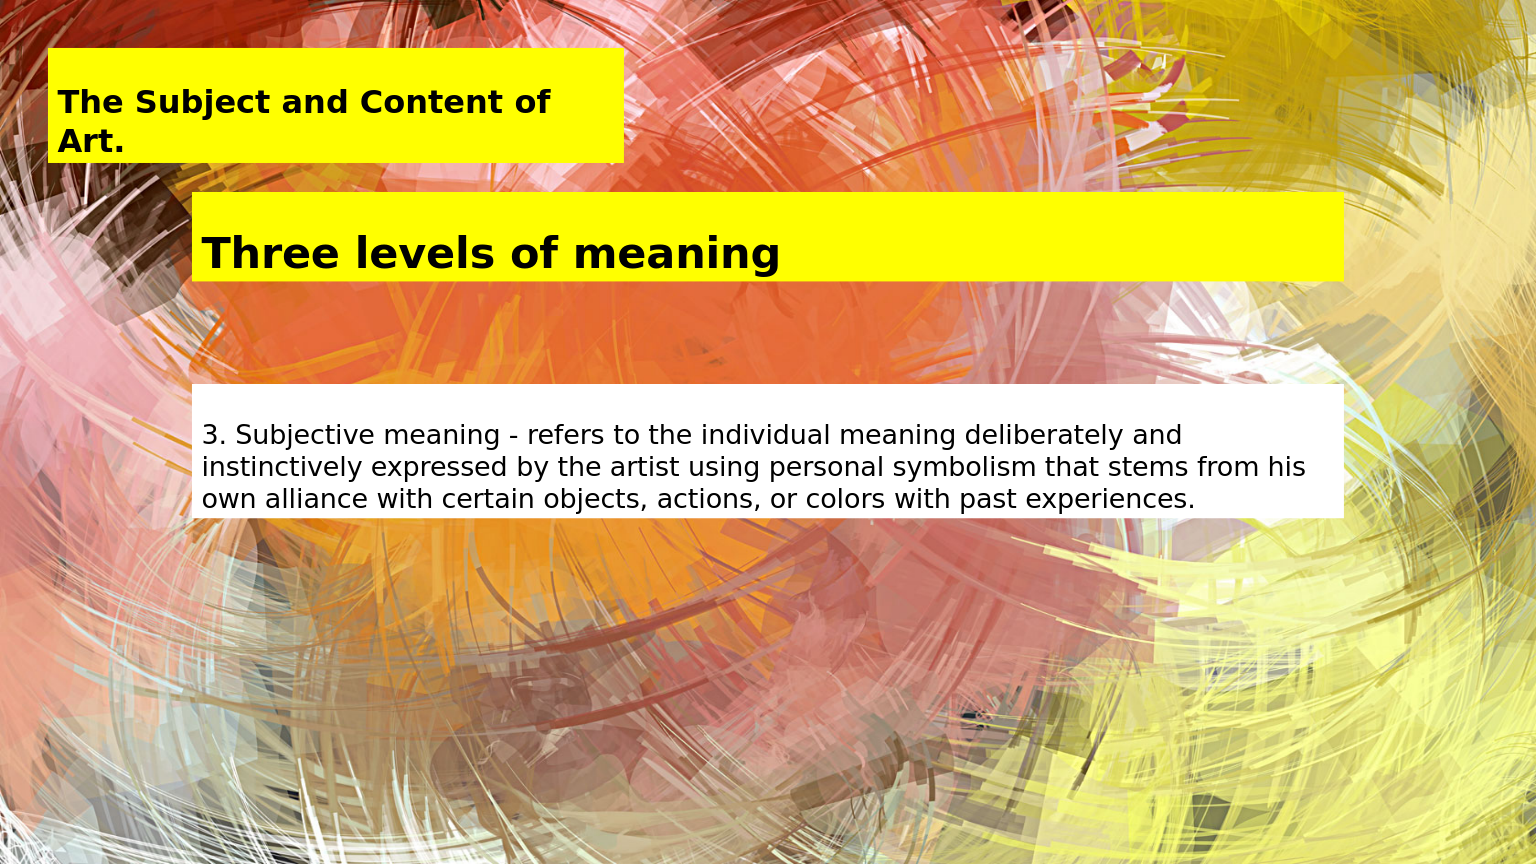 The Subject and Content of
Art.
Three levels of meaning
3. Subjective meaning - refers to the individual meaning deliberately and
instinctively expressed by the artist using personal symbolism that stems from his
own alliance with certain objects, actions, or colors with past experiences.